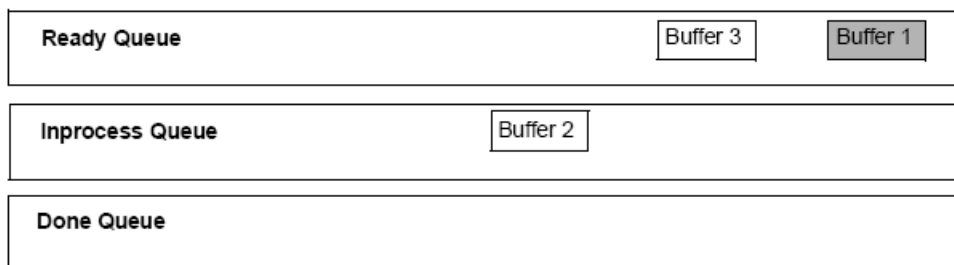 Ready Queue Buffer 3 Buffer 1
Inprocess Queue Buffer 2
Done Queue